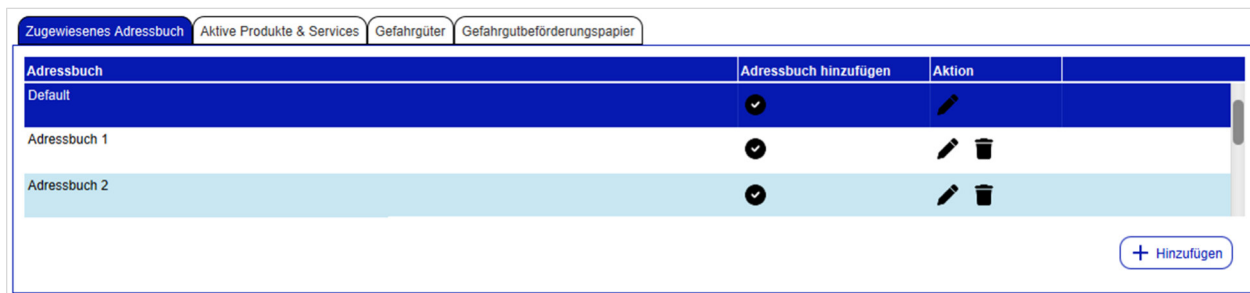 Zugewiesenes Adressbuch Aktive Produkte & Services Gefahrgüter Gefahrgutbeförderungspapier
Adressbuch Adressbuch hinzufügen Aktion
Default
Adressbuch 1
Adressbuch 2
Hinzufügen